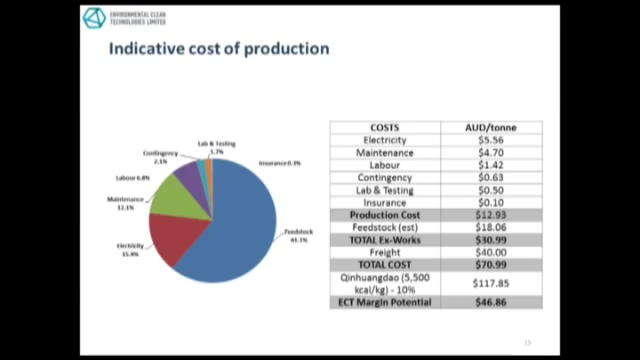 ENVIRONMENTAL CLEAN
TECHNOLOGIES LIMITED
Indicative cost of production
Lab & Testing
1.7%
Contingency
2.1%
Insurance 0.3%
Labour
Maintenance
12.1%
Electricity
Feedstock
61.1%
COSTS AUD/tonne
Electricity $5.56
Maintenance $4.70
Labour $1.42
Contingency $0.63
Lab & Testing $0.50
Insurance $0.10
Production Cost $12.93
Feedstock (est) $18.06
TOTAL Ex-Works $30.99
Freight $40.00
TOTAL COST $70.99
Qinhuangdao (5,500
kcal/kg) - 10% $117.85
ECT Margin Potential $46.86